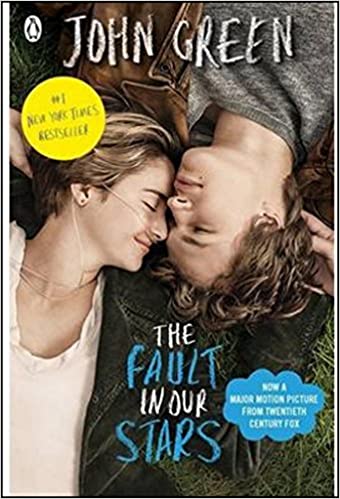 JOHN GREEN
#1
NEW YORK TIMES
BESTSELLER
THE
FAULT
IN OUR
STARS
NOW A
MAJOR MOTION PICTURE
FROM TWENTIETH
CENTURY FOX